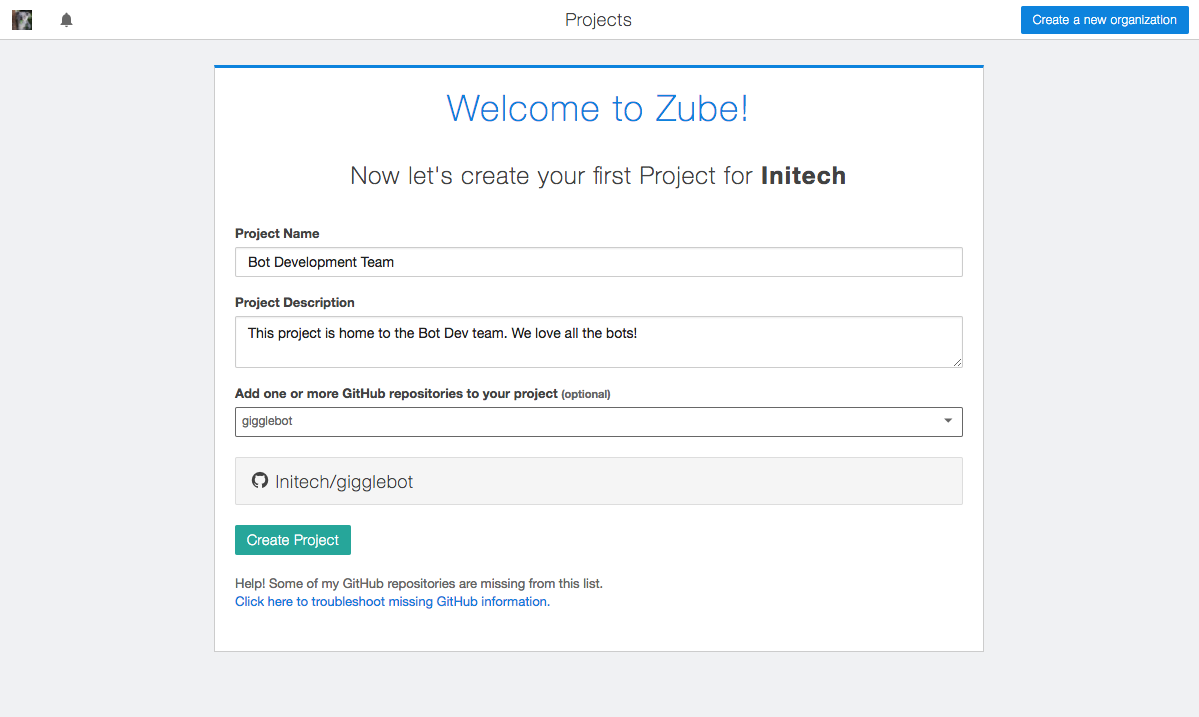 Projects
Create a new organization
Welcome to Zube!
Now let's create your first Project for Initech
Project Name
Bot Development Team
Project Description
This project is home to the Bot Dev team. We love all the bots!
Add one or more GitHub repositories to your project (optional)
gigglebot
Initech/gigglebot
Create Project
Help! Some of my GitHub repositories are missing from this list.
Click here to troubleshoot missing GitHub information.